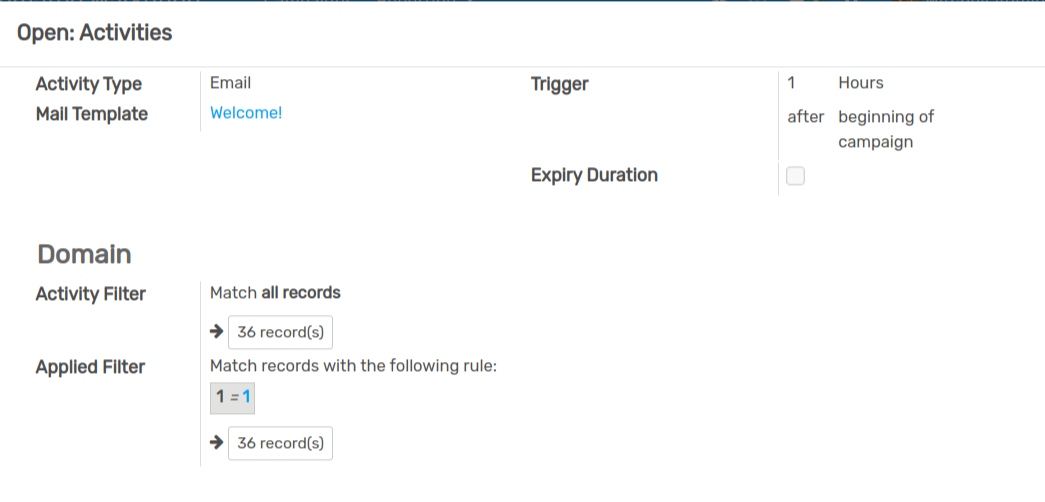 Open: Activities
Activity Type Email Trigger 1 Hours
Mail Template Welcome! after beginning of
campaign
Expiry Duration
Domain
Activity Filter Match all records
36 record(s)
Applied Filter Match records with the following rule:
1 = 1
36 record(s)